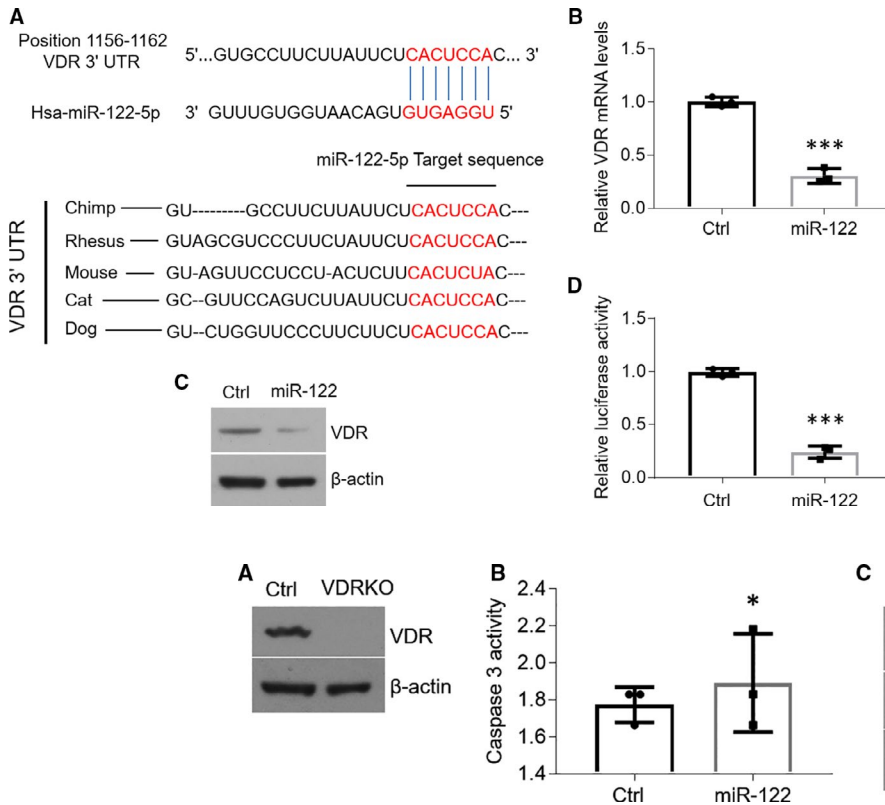 A
Position 1156-1162
VDR 3' UTR
5'...GUGCCUUCUUAUUCUCACUCCAC... 3'
Hsa-miR-122-5p
3' GUUUGUGGUAACAGUGUGAGGU 5'
miR-122-5p Target sequence
VDR 3' UTR
Chimp GU---------GCCUUCUUAUUCUCACUCCAC---
Rhesus GUAGCGUCCCUUCUAUUCUCACUCCAC---
Mouse GU-AGUUCCUCCU-ACUCUUCACUCUAC---
Cat GC--GUUCCAGUCUUAUUCUCACUCCAC---
Dog GU--CUGGUUCCCUUCUUCUCACUCCAC---
B
Relative VDR mRNA levels
1.5
1.0
0.5
0.0
***
Ctrl miR-122
C
Ctrl miR-122
VDR
β-actin
D
Relative luciferase activity
1.5
1.0
0.5
0.0
***
Ctrl miR-122
A
Ctrl VDRKO
VDR
β-actin
B
Caspase 3 activity
2.4
2.2
2.0
1.8
1.6
1.4
*
Ctrl miR-122
C